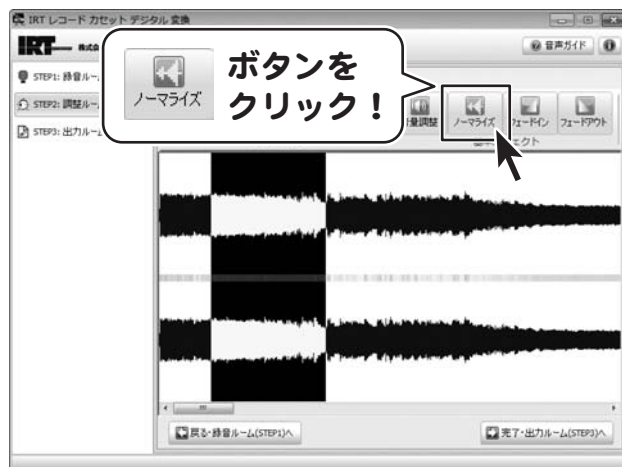 IRT レコード カセット デジタル 変換
IRT
音声ガイド
STEP1: 録音ルーム
STEP2: 調整ルーム
STEP3: 出力ルーム
ノーマライズ
ボタンを
クリック！
音量調整
ノーマライズ
フェードイン
フェードアウト
戻る・録音ルーム(STEP1)へ
完了・出力ルーム(STEP3)へ